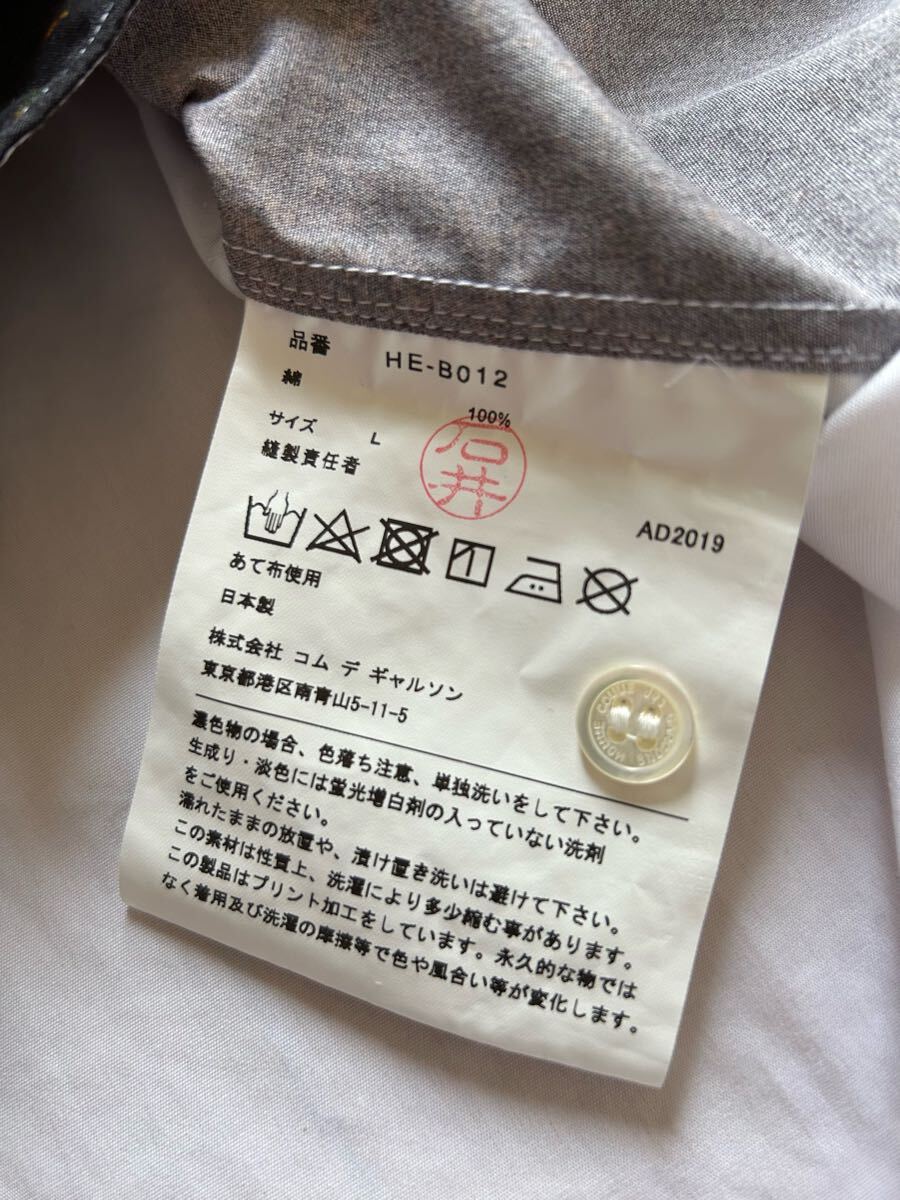 品番 HE-B012
綿 100%
サイズ L
縫製責任者 石井
AD2019
あて布使用
日本製
株式会社 コム デ ギャルソン
東京都港区南青山5-11-5
濃色物の場合、色落ち注意、単独洗いをして下さい。
生成り・淡色には蛍光増白剤の入っていない洗剤
をご使用ください。
濡れたままの放置や、漬け置き洗いは避けて下さい。
この素材は性質上、洗濯により多少縮む事があります。
この製品はプリント加工をしています。永久的な物では
なく着用及び洗濯の摩擦等で色や風合い等が変化します。